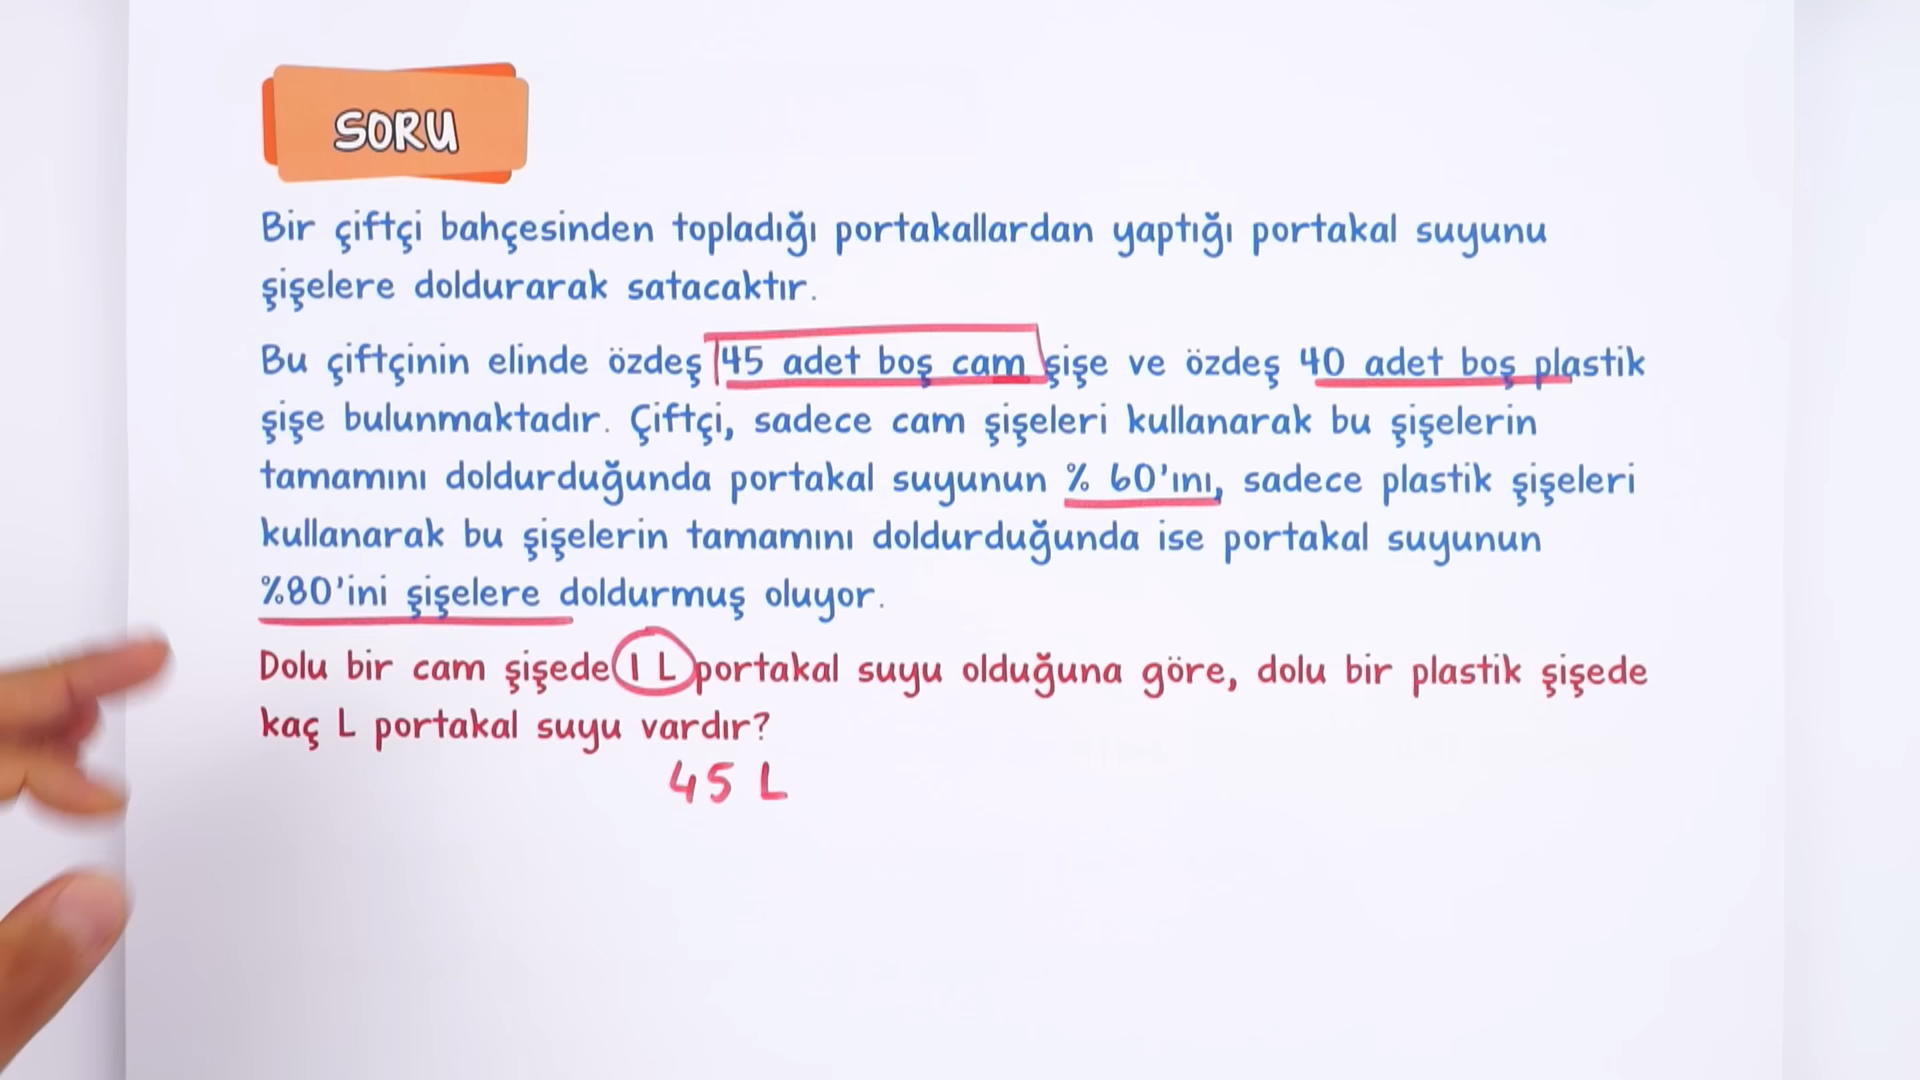 SORU
Bir çiftçi bahçesinden topladığı portakallardan yaptığı portakal suyunu
şişelere doldurarak satacaktır.
Bu çiftçinin elinde özdeş 45 adet boş cam şişe ve özdeş 40 adet boş plastik
şişe bulunmaktadır. Çiftçi, sadece cam şişeleri kullanarak bu şişelerin
tamamını doldurduğunda portakal suyunun % 60'ını, sadece plastik şişeleri
kullanarak bu şişelerin tamamını doldurduğunda ise portakal suyunun
%80'ini şişelere doldurmuş oluyor.
Dolu bir cam şişede 1 L portakal suyu olduğuna göre, dolu bir plastik şişede
kaç L portakal suyu vardır?
45 L